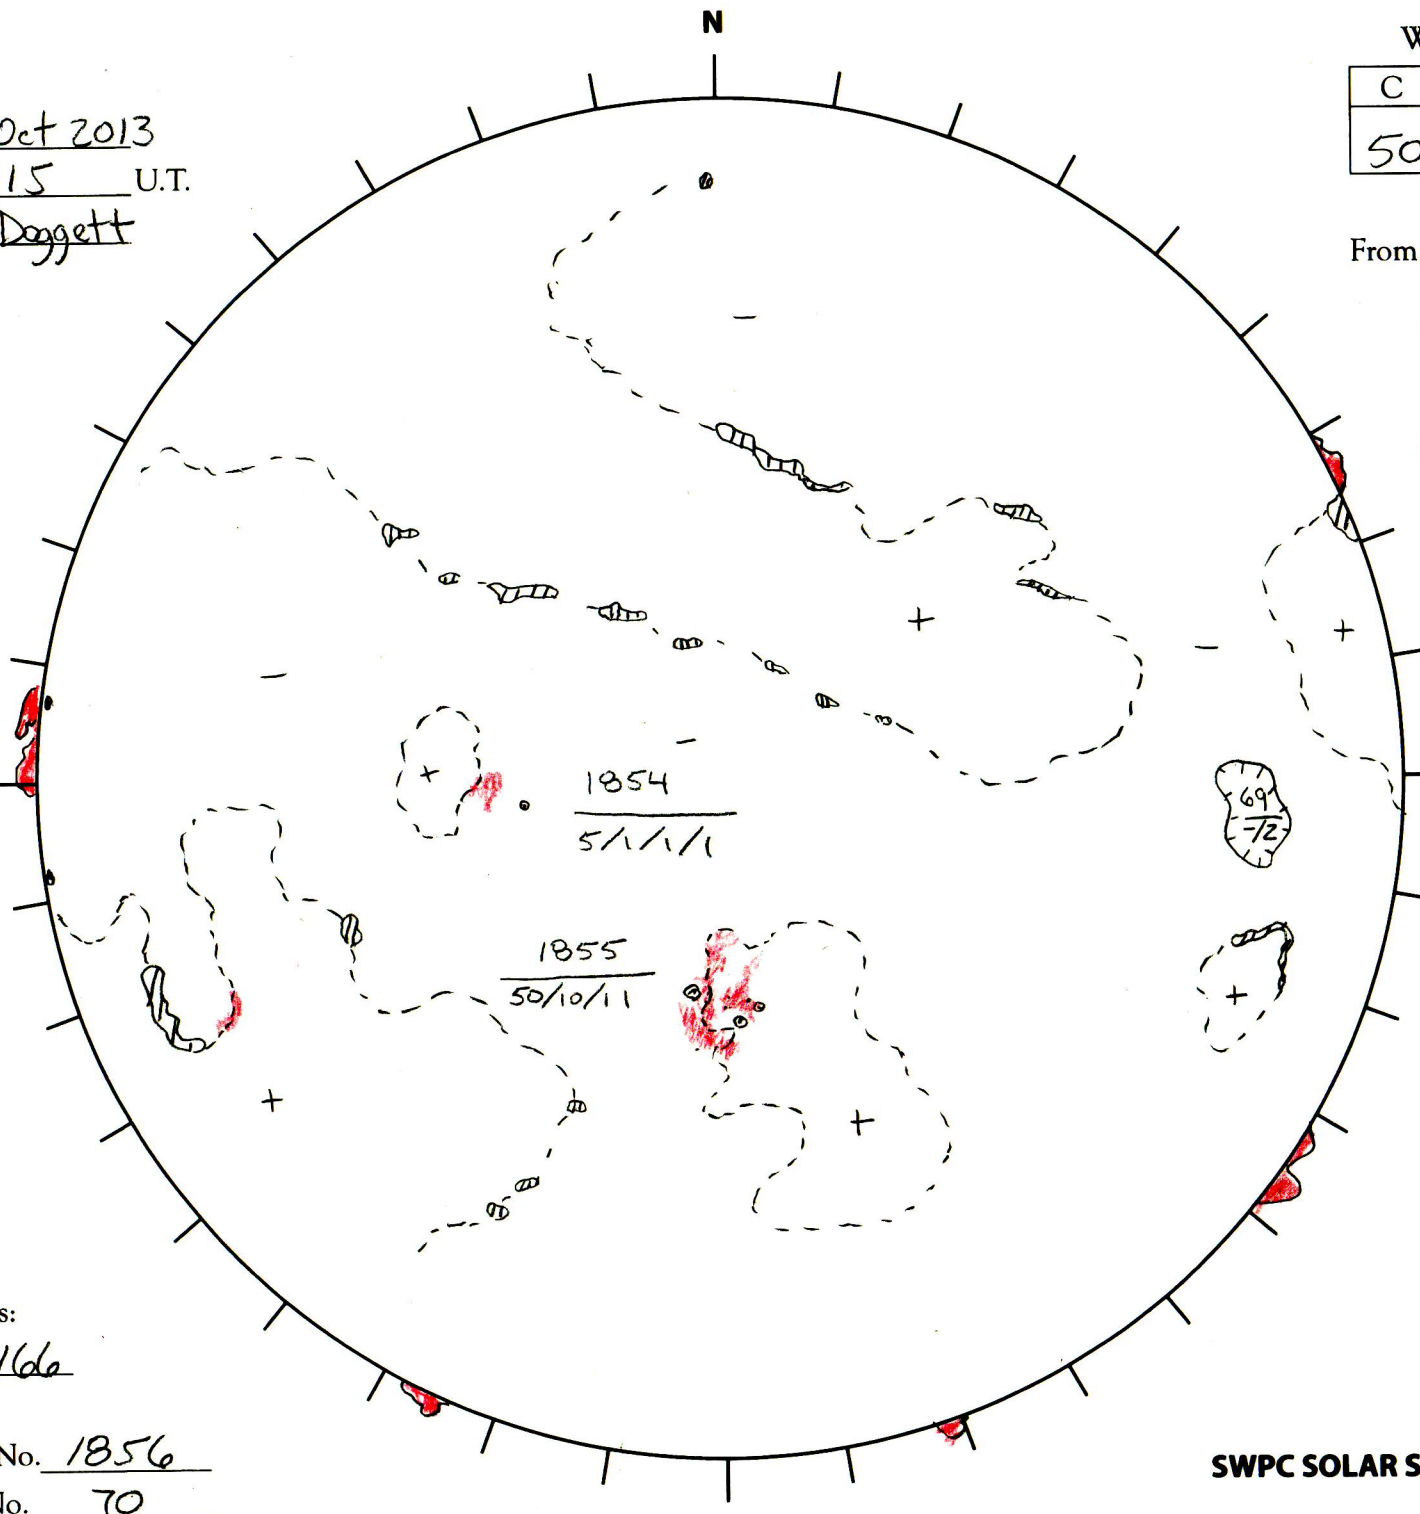 N
W
Oct 2013
C
15 U.T.
50
Doggett
From
-
+
+
-
-
-
+
1854
5/1/1/1
69
-/2
1855
50/10/11
+
+
+
s:
166
No. 1856
No. 70
SWPC SOLAR S